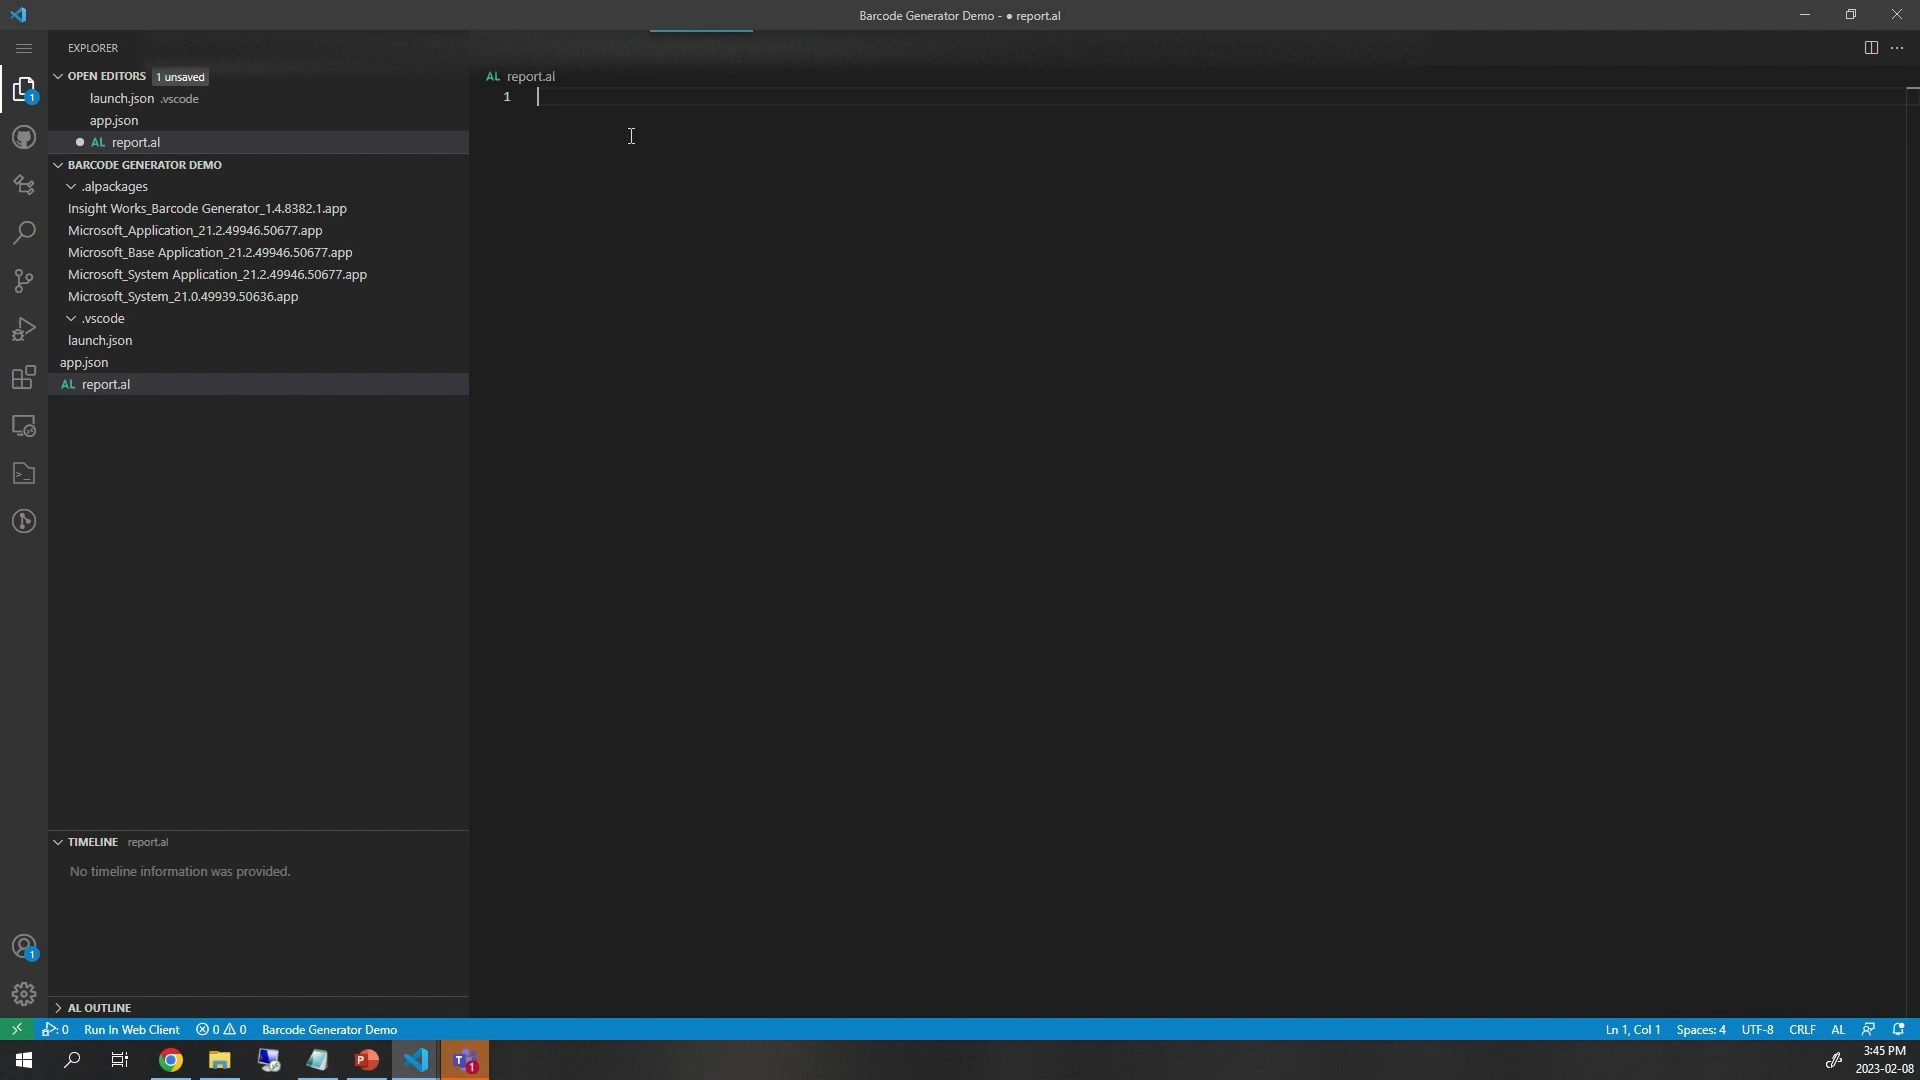 Barcode Generator Demo - ● report.al
EXPLORER
OPEN EDITORS 1 unsaved
launch.json .vscode
app.json
● AL report.al
BARCODE GENERATOR DEMO
.alpackages
Insight Works_Barcode Generator_1.4.8382.1.app
Microsoft_Application_21.2.49946.50677.app
Microsoft_Base Application_21.2.49946.50677.app
Microsoft_System Application_21.2.49946.50677.app
Microsoft_System_21.0.49939.50636.app
.vscode
launch.json
app.json
AL report.al
TIMELINE report.al
No timeline information was provided.
AL OUTLINE
1
1
AL report.al
1
0 Run In Web Client 0 0 Barcode Generator Demo
Ln 1, Col 1 Spaces: 4 UTF-8 CRLF AL
P T 1
3:45 PM
2023-02-08